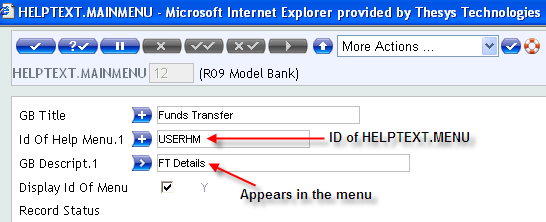 HELPTEXT.MAINMENU - Microsoft Internet Explorer provided by Thesys Technologies
More Actions ...
HELPTEXT.MAINMENU 12 (R09 Model Bank)
GB Title Funds Transfer
Id Of Help Menu.1 USERHM ID of HELPTEXT.MENU
GB Descript.1 FT Details
Display Id Of Menu Y Appears in the menu
Record Status